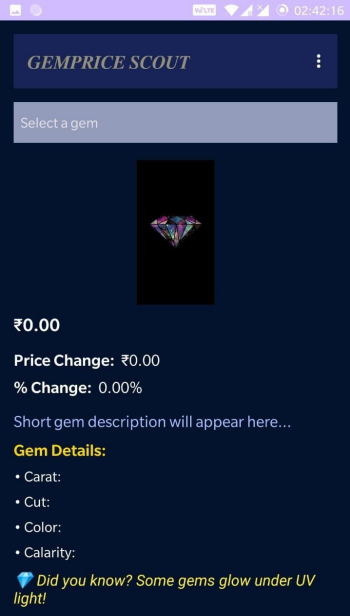 VoLTE 02:42:16
GEMPRICE SCOUT
Select a gem
₹0.00
Price Change: ₹0.00
% Change: 0.00%
Short gem description will appear here...
Gem Details:
• Carat:
• Cut:
• Color:
• Calarity:
💎 Did you know? Some gems glow under UV
light!